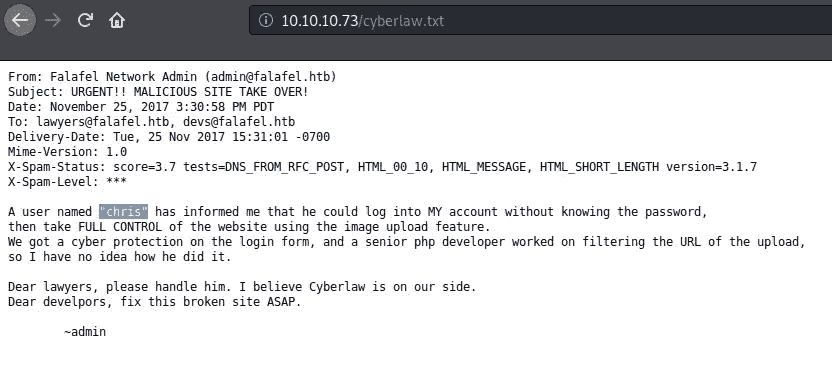 10.10.10.73/cyberlaw.txt
From: Falafel Network Admin (admin@falafel.htb)
Subject: URGENT!! MALICIOUS SITE TAKE OVER!
Date: November 25, 2017 3:30:58 PM PDT
To: lawyers@falafel.htb, devs@falafel.htb
Delivery-Date: Tue, 25 Nov 2017 15:31:01 -0700
Mime-Version: 1.0
X-Spam-Status: score=3.7 tests=DNS_FROM_RFC_POST, HTML_00_10, HTML_MESSAGE, HTML_SHORT_LENGTH version=3.1.7
X-Spam-Level: ***
A user named "chris" has informed me that he could log into MY account without knowing the password,
then take FULL CONTROL of the website using the image upload feature.
We got a cyber protection on the login form, and a senior php developer worked on filtering the URL of the upload,
so I have no idea how he did it.
Dear lawyers, please handle him. I believe Cyberlaw is on our side.
Dear develpors, fix this broken site ASAP.
~admin